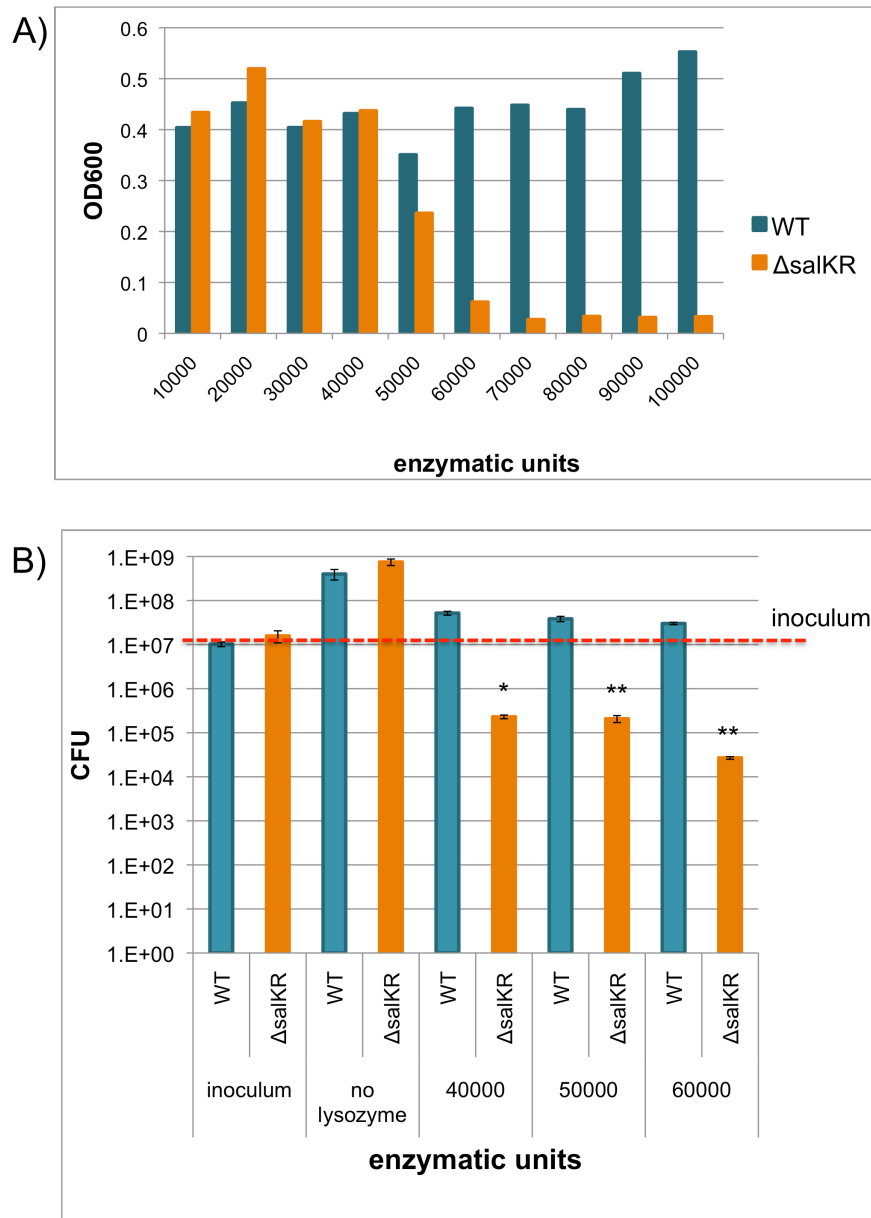 A)
0.6
0.5
0.4
0.3
0.2
0.1
0
OD600
10000 20000 30000 40000 50000 60000 70000 80000 90000 100000
enzymatic units
WT
ΔsalKR
B)
1.E+09
1.E+08
1.E+07
1.E+06
1.E+05
1.E+04
1.E+03
1.E+02
1.E+01
1.E+00
CFU
inoculum
* ** **
WT ΔsalKR WT ΔsalKR WT ΔsalKR WT ΔsalKR WT ΔsalKR
inoculum no 40000 50000 60000
lysozyme
enzymatic units